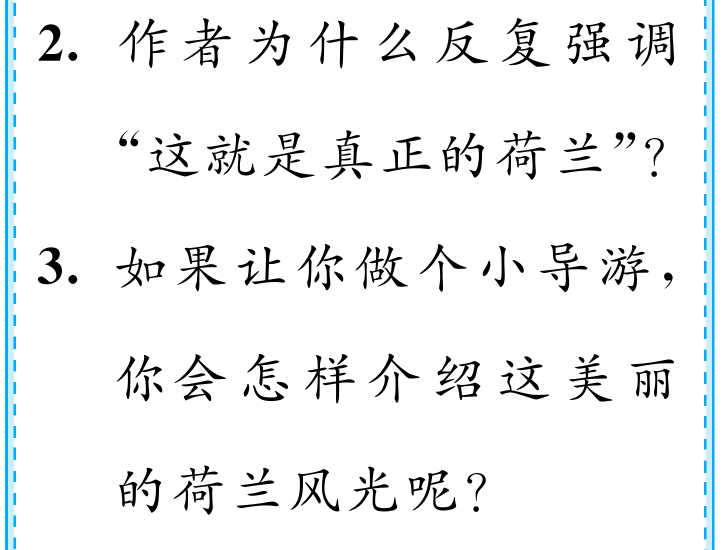 2. 作者为什么反复强调
“这就是真正的荷兰”?
3. 如果让你做个小导游,
你会怎样介绍这美丽
的荷兰风光呢?